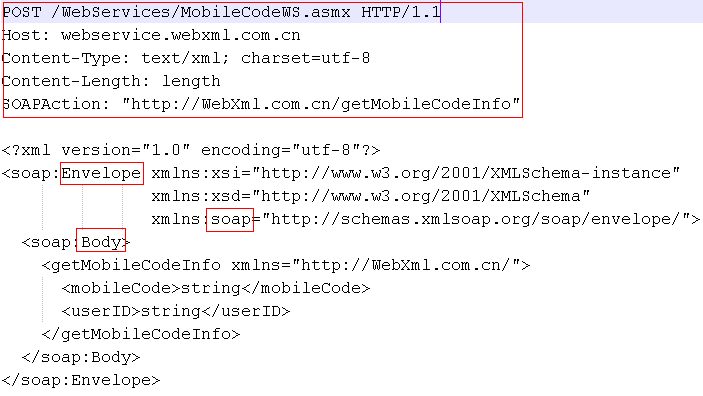 POST /WebServices/MobileCodeWS.asmx HTTP/1.1
Host: webservice.webxml.com.cn
Content-Type: text/xml; charset=utf-8
Content-Length: length
SOAPAction: "http://WebXml.com.cn/getMobileCodeInfo"
<?xml version="1.0" encoding="utf-8"?>
<soap:Envelope xmlns:xsi="http://www.w3.org/2001/XMLSchema-instance"
xmlns:xsd="http://www.w3.org/2001/XMLSchema"
xmlns:soap="http://schemas.xmlsoap.org/soap/envelope/">
<soap:Body>
<getMobileCodeInfo xmlns="http://WebXml.com.cn/">
<mobileCode>string</mobileCode>
<userID>string</userID>
</getMobileCodeInfo>
</soap:Body>
</soap:Envelope>